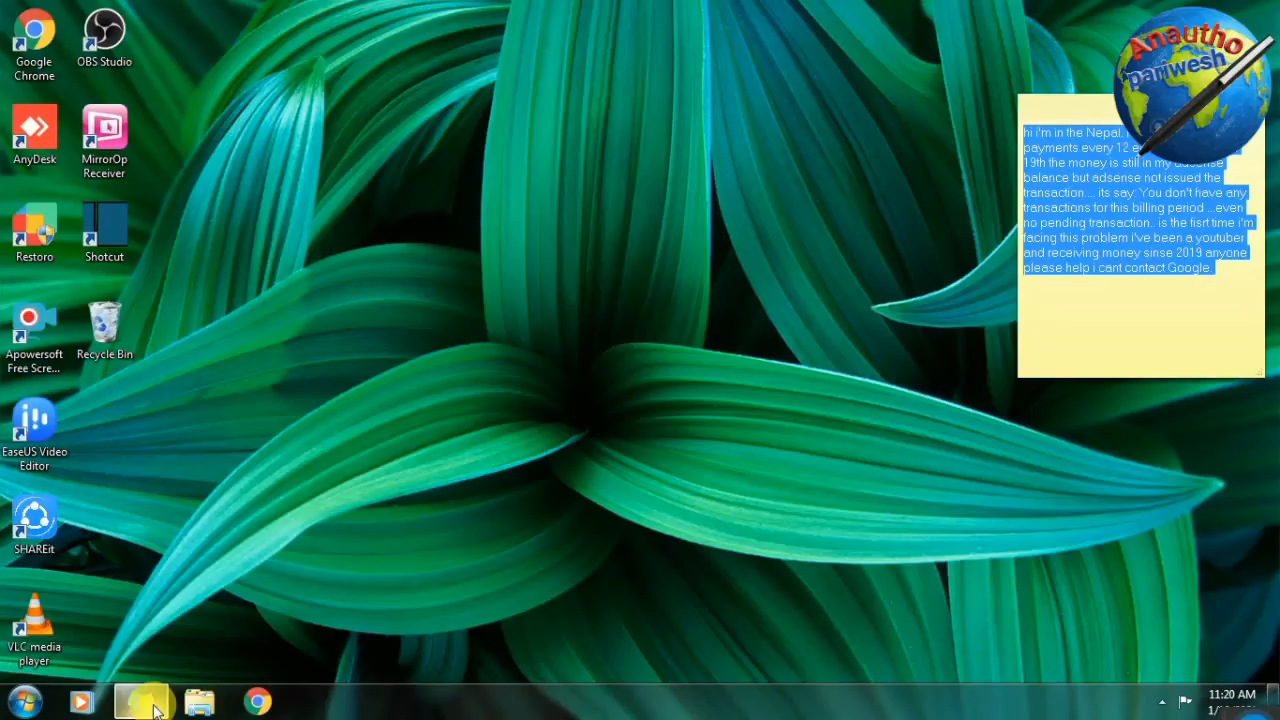 Google
Chrome
OBS Studio
AnyDesk
MirrorOp
Receiver
Restoro
Shotcut
Apowersoft
Free Scre...
Recycle Bin
EaseUS Video
Editor
SHAREit
VLC media
player
Anautho
pariwesh
hi i'm in the Nepal.
payments every 12
19th the money is still in my adsense
balance but adsense not issued the
transaction.... its say: You don't have any
transactions for this billing period ...even
no pending transaction.. is the fisrt time i'm
facing this problem i've been a youtuber
and receiving money sinse 2019 anyone
please help i cant contact Google.
11:20 AM